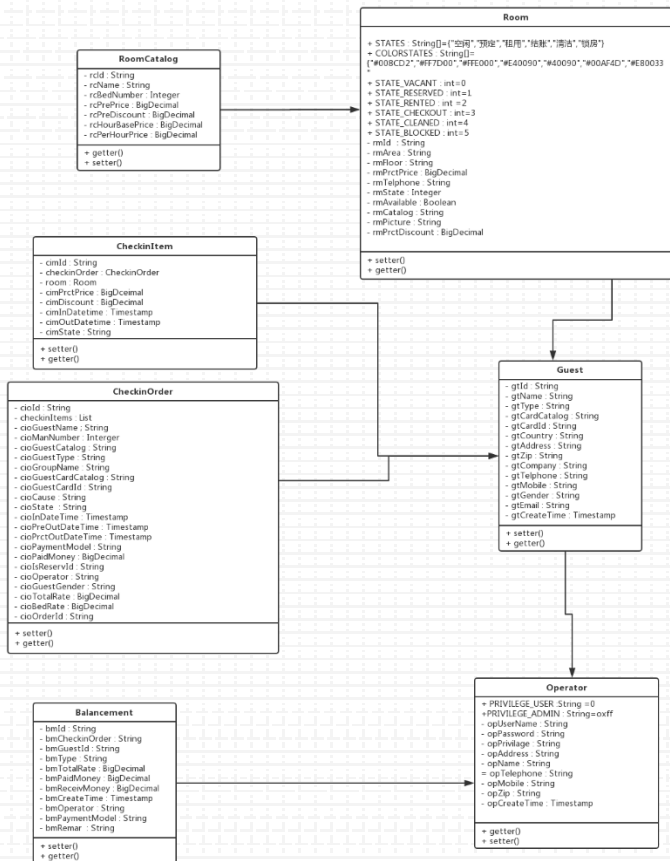 Room
+ STATES : String[]={"空闲","预定","租用","结账","清洁","锁房"}
+ COLORSTATES : String[]=
{"#008CD2","#FF7D00","#FFE000","#E40090","#40090","#00AF4D","#E80033
"
+ STATE_VACANT : int=0
+ STATE_RESERVED : int=1
+ STATE_RENTED : int =2
+ STATE_CHECKOUT : int=3
+ STATE_CLEANED : int=4
+ STATE_BLOCKED : int=5
- rmId : String
- rmArea : String
- rmFloor : String
- rmPrctPrice : BigDecimal
- rmTelphone : String
- rmState : Integer
- rmAvailable : Boolean
- rmCatalog : String
- rmPicture : String
- rmPrctDiscount : BigDecimal
+ setter()
+ getter()
RoomCatalog
- rcId : String
- rcName : String
- rcBedNumber : Integer
- rcPrePrice : BigDecimal
- rcPreDiscount : BigDecimal
- rcHourBasePrice : BigDecimal
- rcPerHourPrice : BigDecimal
+ getter()
+ setter()
CheckinItem
- cimId : String
- checkinOrder : CheckinOrder
- room : Room
- cimPrctPrice : BigDceimal
- cimDiscount : BigDecimal
- cimInDatetime : Timestamp
- cimOutDatetime : Timestamp
- cimState : String
+ setter()
+ getter()
Guest
- gtId : String
- gtName : String
- gtType : String
- gtCardCatalog : String
- gtCardId : String
- gtCountry : String
- gtAddress : String
- gtZip : String
- gtCompany : String
- gtTelphone : String
- gtMobile : String
- gtGender : String
- gtEmail : String
- gtCreateTime : Timestamp
+ setter()
+ getter()
CheckinOrder
- cioId : String
- checkinItems : List
- cioGuestName ; String
- cioManNumber : Interger
- cioGuestCatalog : String
- cioGuestType : String
- cioGroupName : String
- cioGuestCardCatalog : String
- cioGuestCardId : String
- cioCause : String
- cioState : String
- cioInDateTime : Timestamp
- cioPreOutDateTime : Timestamp
- cioPrctOutDateTime : Timestamp
- cioPaymentModel : String
- cioPaidMoney : BigDecimal
- cioIsReservId : String
- cioOperator : String
- cioGuestGender : String
- cioTotalRate : BigDecimal
- cioBedRate : BigDecimal
- cioOrderId : String
+ setter()
+ getter()
Operator
+ PRIVILEGE_USER :String =0
+PRIVILEGE_ADMIN : String=oxff
- opUserName : String
- opPassword : String
- opPrivilage : String
- opAddress : String
- opName : String
= opTelephone : String
- opMobile : String
- opZip : String
- opCreateTime : Timestamp
+ getter()
+ setter()
Balancement
- bmId : String
- bmCheckinOrder : String
- bmGuestId : String
- bmType : String
- bmTotalRate : BigDecimal
- bmPaidMoney : BigDecimal
- bmReceivMoney : BigDecimal
- bmCreateTime : Timestamp
- bmOperator : String
- bmPaymentModel : String
- bmRemar : String
+ setter()
+ getter()